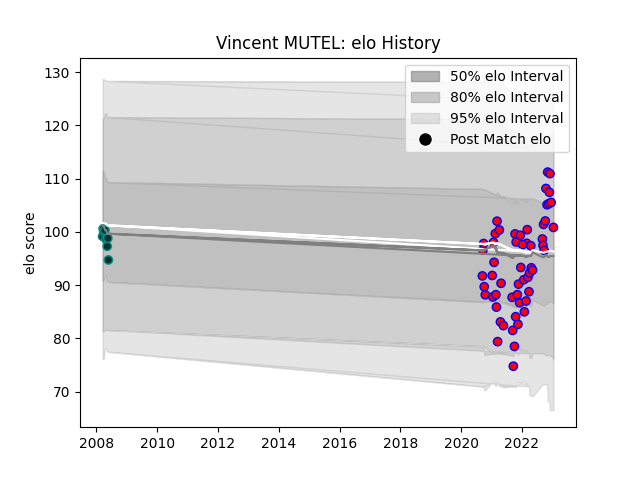 Vincent MUTEL: elo History
130
120
110
100
90
80
70
elo score
50% elo Interval
80% elo Interval
95% elo Interval
Post Match elo
2008
2010
2012
2014
2016
2018
2020
2022